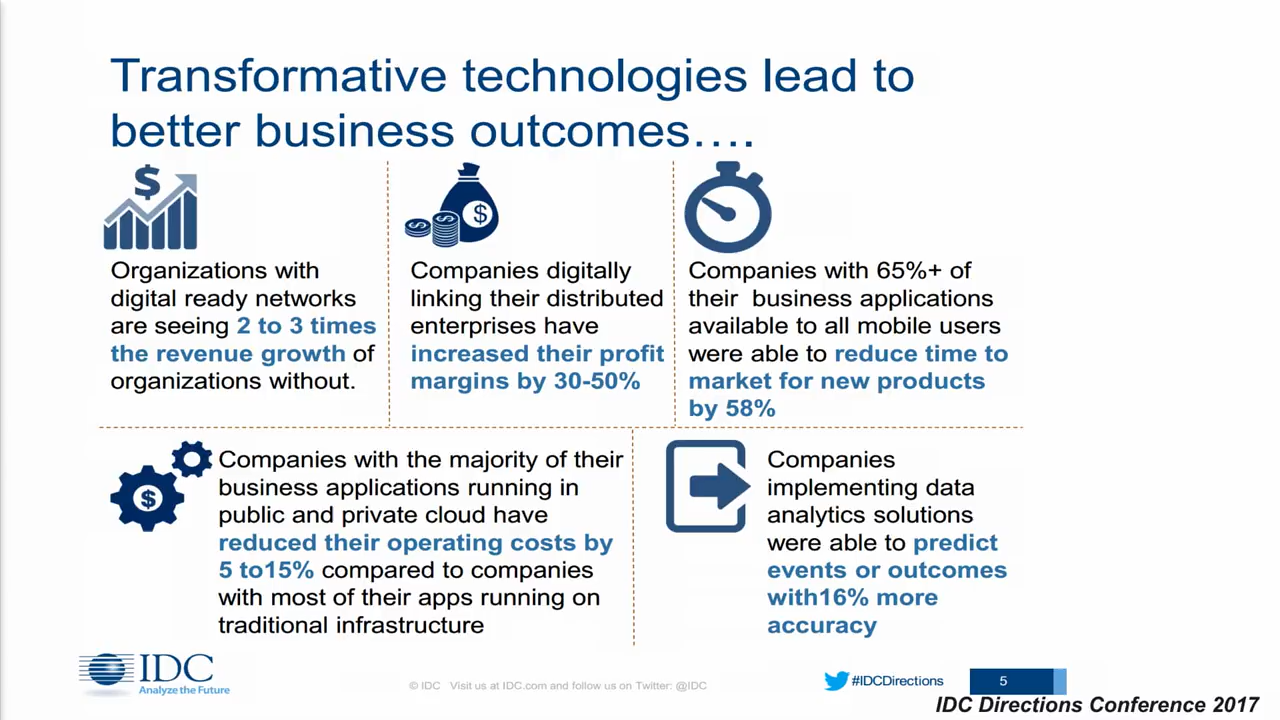 Transformative technologies lead to
better business outcomes….
$
$
Organizations with
digital ready networks
are seeing 2 to 3 times
the revenue growth of
organizations without.
Companies digitally
linking their distributed
enterprises have
increased their profit
margins by 30-50%
Companies with 65%+ of
their business applications
available to all mobile users
were able to reduce time to
market for new products
by 58%
$
Companies with the majority of their
business applications running in
public and private cloud have
reduced their operating costs by
5 to15% compared to companies
with most of their apps running on
traditional infrastructure
Companies
implementing data
analytics solutions
were able to predict
events or outcomes
with16% more
accuracy
IDC
Analyze the Future
© IDC Visit us at IDC.com and follow us on Twitter: @IDC
#IDCDirections
5
IDC Directions Conference 2017